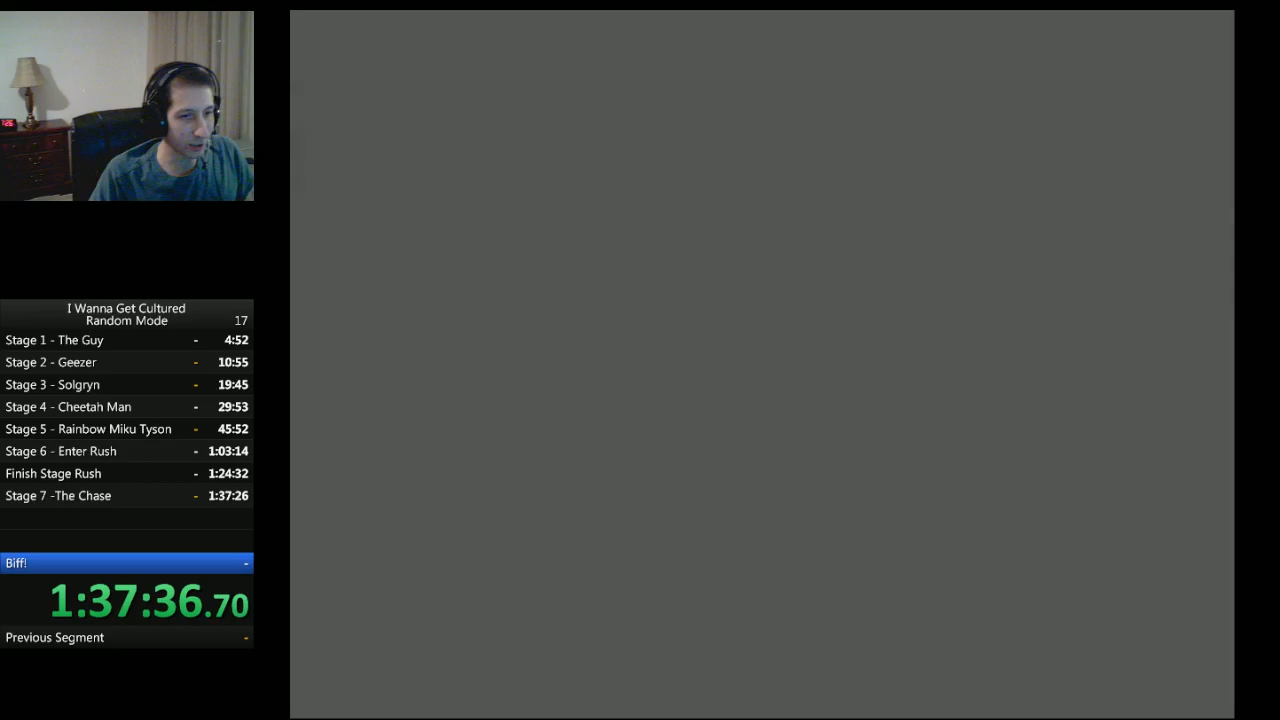 I Wanna Get Cultured
Random Mode 17
Stage 1 - The Guy - 4:52
Stage 2 - Geezer - 10:55
Stage 3 - Solgryn - 19:45
Stage 4 - Cheetah Man - 29:53
Stage 5 - Rainbow Miku Tyson - 45:52
Stage 6 - Enter Rush - 1:03:14
Finish Stage Rush - 1:24:32
Stage 7 -The Chase - 1:37:26
Biff! -
1:37:36.70
Previous Segment -